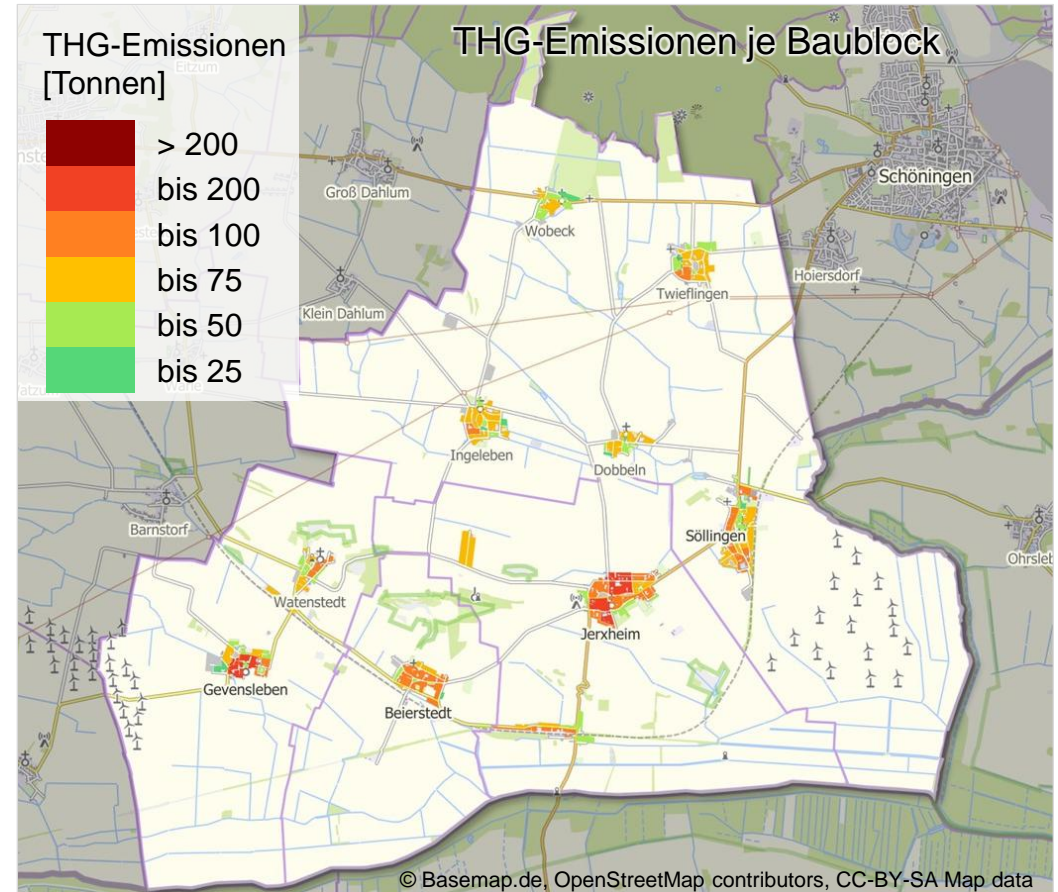 THG-Emissionen je Baublock
THG-Emissionen
[Tonnen]
> 200
bis 200
bis 100
bis 75
bis 50
bis 25
Eitzum
Schöningen
Groß Dahlum
Wobeck
Hoiersdorf
Twieflingen
Klein Dahlum
Ingeleben
Dobbeln
Barnstorf
Söllingen
Watenstedt
Jerxheim
Gevensleben
Beierstedt
© Basemap.de, OpenStreetMap contributors, CC-BY-SA Map data